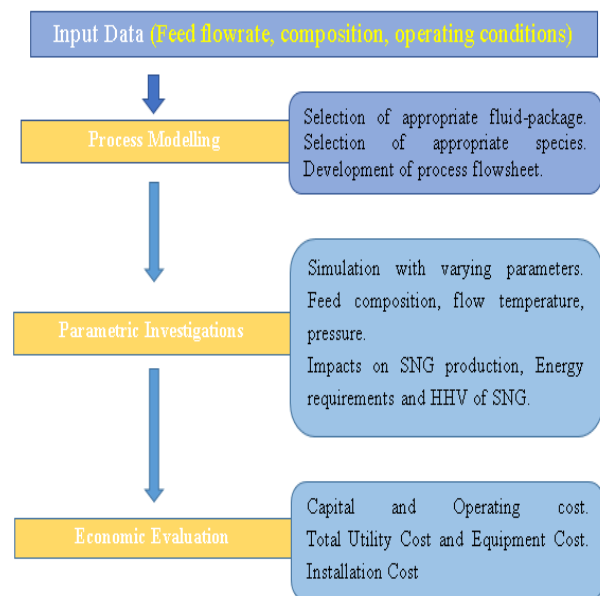 Input Data (Feed flowrate, composition, operating conditions)
Process Modelling
Selection of appropriate fluid-package.
Selection of appropriate species.
Development of process flowsheet.
Parametric Investigations
Simulation with varying parameters.
Feed composition, flow temperature,
pressure.
Impacts on SNG production, Energy
requirements and HHV of SNG.
Economic Evaluation
Capital and Operating cost.
Total Utility Cost and Equipment Cost.
Installation Cost